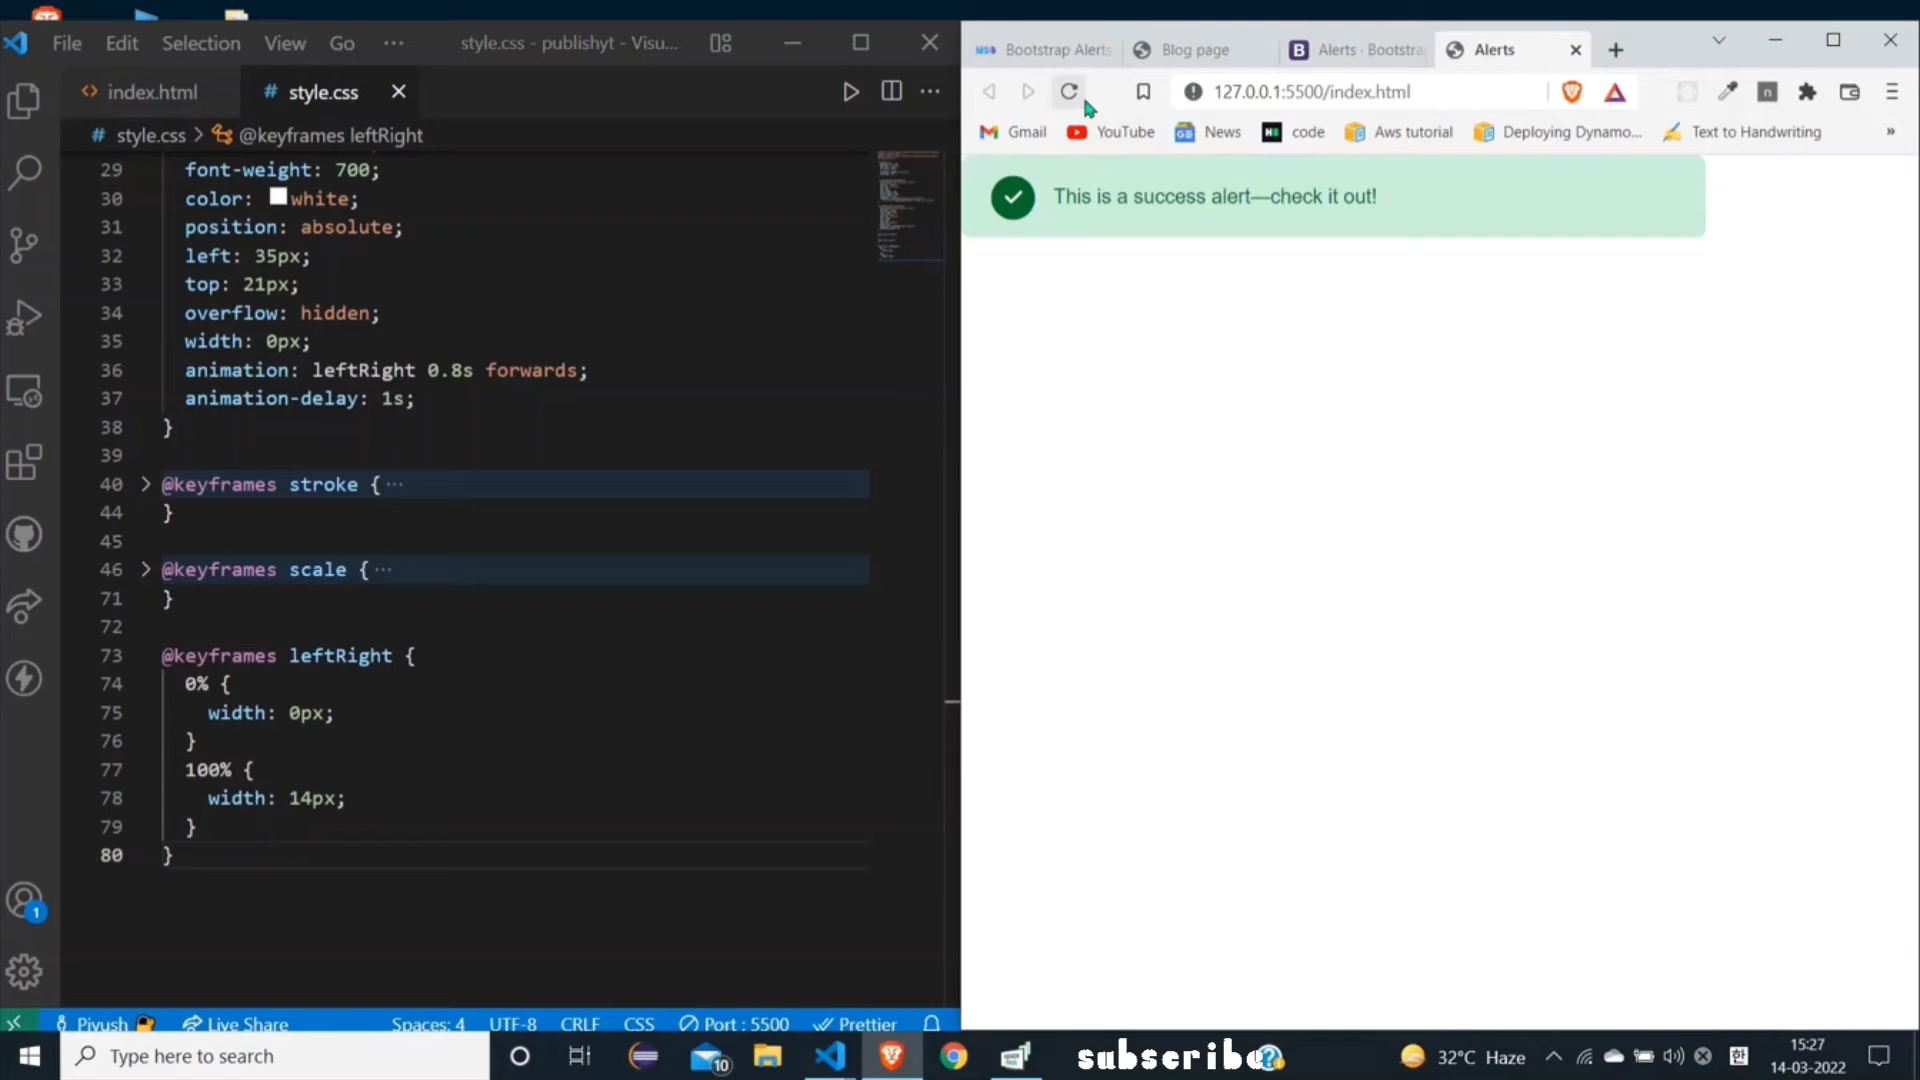 File Edit Selection View Go ··· style.css - publishyt - Visu...
index.html # style.css
# style.css > @keyframes leftRight
29 font-weight: 700;
30 color: white;
31 position: absolute;
32 left: 35px;
33 top: 21px;
34 overflow: hidden;
35 width: 0px;
36 animation: leftRight 0.8s forwards;
37 animation-delay: 1s;
38 }
39
40 @keyframes stroke { ···
44 }
45
46 @keyframes scale { ···
71 }
72
73 @keyframes leftRight {
74 0% {
75 width: 0px;
76 }
77 100% {
78 width: 14px;
79 }
80 }
1
Piyush Live Share Spaces: 4 UTF-8 CRLF CSS Port : 5500 Prettier
MDB Bootstrap Alerts Blog page B Alerts · Bootstra Alerts
127.0.0.1:5500/index.html n
Gmail YouTube News code Aws tutorial Deploying Dynamo... Text to Handwriting »
This is a success alert—check it out!
Type here to search 10 subscribe 32°C Haze 한 15:27
14-03-2022